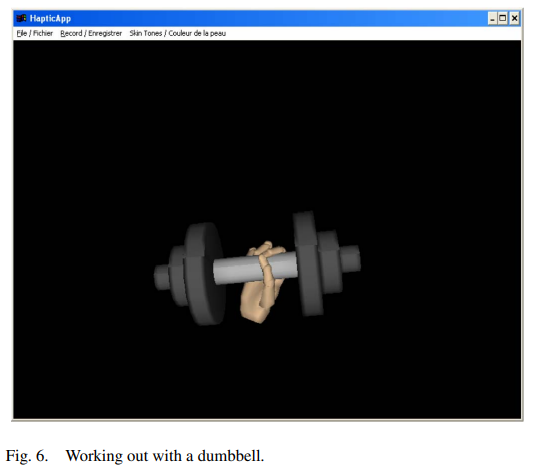 HapticApp
File / Fichier Record / Enregistrer Skin Tones / Couleur de la peau
Fig. 6. Working out with a dumbbell.